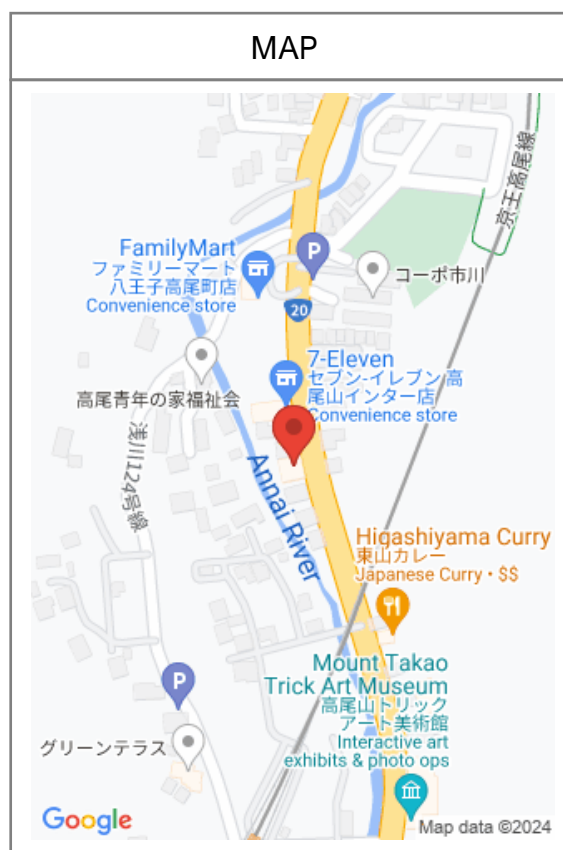 MAP
京王高尾線
FamilyMart
ファミリーマート
八王子高尾町店
Convenience store
P
コーポ市川
20
7-Eleven
セブン-イレブン 高
尾山インター店
Convenience store
高尾青年の家福祉会
浅川124号線
Annai River
Higashiyama Curry
東山カレー
Japanese Curry • $$
Mount Takao
Trick Art Museum
高尾山トリック
アート美術館
Interactive art
exhibits & photo ops
P
グリーンテラス
Google
Map data ©2024